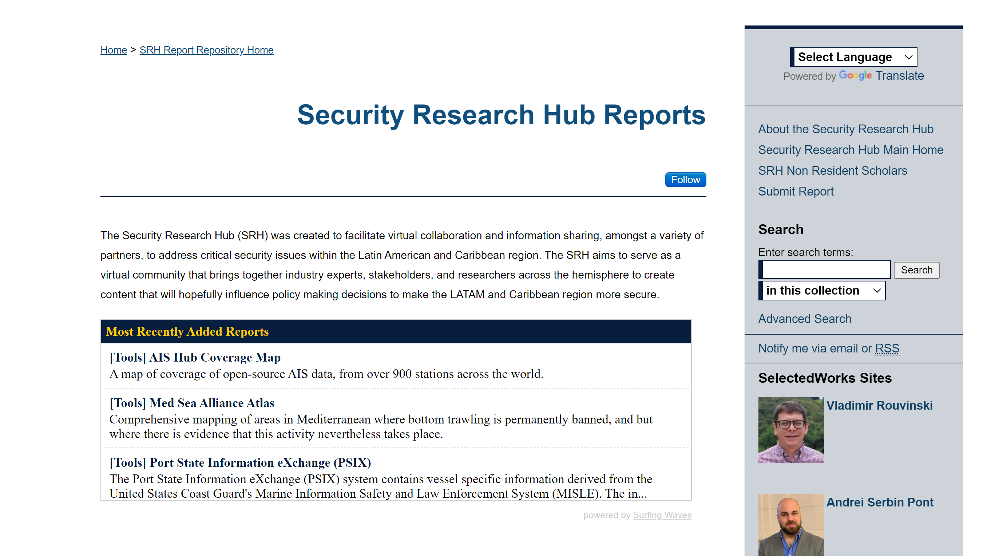 Home > SRH Report Repository Home
Security Research Hub Reports
Follow
The Security Research Hub (SRH) was created to facilitate virtual collaboration and information sharing, amongst a variety of
partners, to address critical security issues within the Latin American and Caribbean region. The SRH aims to serve as a
virtual community that brings together industry experts, stakeholders, and researchers across the hemisphere to create
content that will hopefully influence policy making decisions to make the LATAM and Caribbean region more secure.
Most Recently Added Reports
[Tools] AIS Hub Coverage Map
A map of coverage of open-source AIS data, from over 900 stations across the world.
[Tools] Med Sea Alliance Atlas
Comprehensive mapping of areas in Mediterranean where bottom trawling is permanently banned, and but
where there is evidence that this activity nevertheless takes place.
[Tools] Port State Information eXchange (PSIX)
The Port State Information eXchange (PSIX) system contains vessel specific information derived from the
United States Coast Guard's Marine Information Safety and Law Enforcement System (MISLE). The in...
powered by Surfing Waves
Select Language
Powered by Google Translate
About the Security Research Hub
Security Research Hub Main Home
SRH Non Resident Scholars
Submit Report
Search
Enter search terms:
Search
in this collection
Advanced Search
Notify me via email or RSS
SelectedWorks Sites
Vladimir Rouvinski
Andrei Serbin Pont